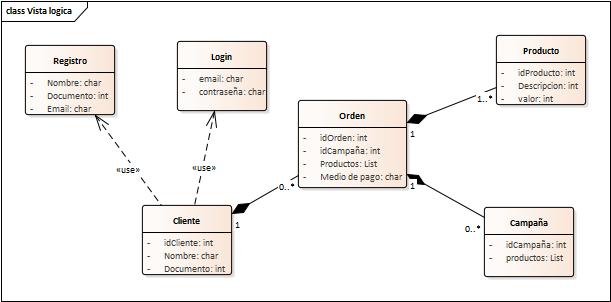 class Vista logica
Registro
- Nombre: char
- Documento: int
- Email: char
Login
- email: char
- contraseña: char
Producto
- idProducto: int
- Descripcion: int
- valor: int
1..*
Orden
- idOrden: int
- idCampaña: int
- Productos: List
- Medio de pago: char
1
1
0..*
«use»
«use»
Cliente
- idCliente: int
- Nombre: char
- Documento: int
1
0..*
Campaña
- idCampaña: int
- productos: List